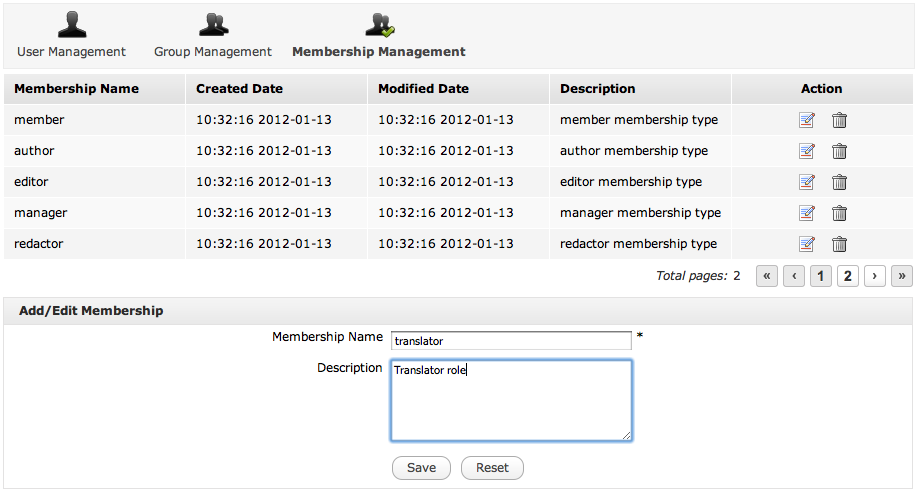 User Management Group Management Membership Management
Membership Name Created Date Modified Date Description Action
member 10:32:16 2012-01-13 10:32:16 2012-01-13 member membership type
author 10:32:16 2012-01-13 10:32:16 2012-01-13 author membership type
editor 10:32:16 2012-01-13 10:32:16 2012-01-13 editor membership type
manager 10:32:16 2012-01-13 10:32:16 2012-01-13 manager membership type
redactor 10:32:16 2012-01-13 10:32:16 2012-01-13 redactor membership type
Total pages: 2 « ‹ 1 2 › »
Add/Edit Membership
Membership Name translator *
Description Translator role
Save Reset